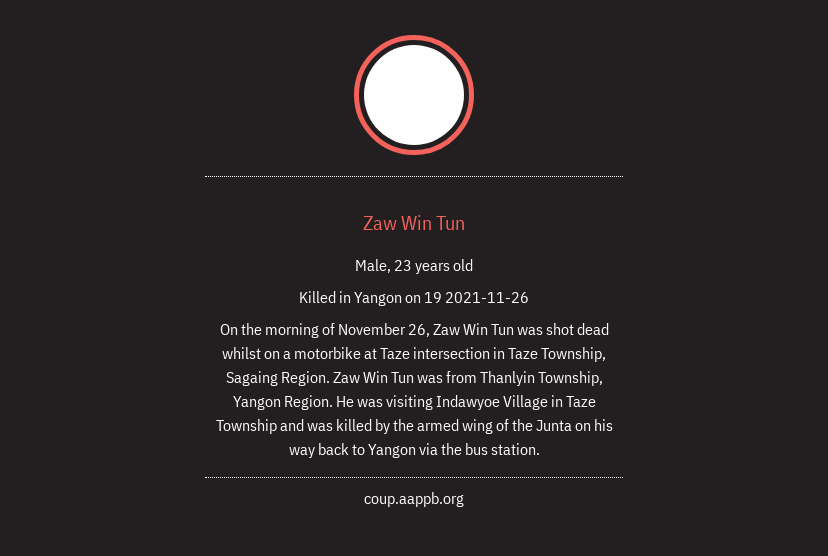 Zaw Win Tun
Male, 23 years old
Killed in Yangon on 19 2021-11-26
On the morning of November 26, Zaw Win Tun was shot dead
whilst on a motorbike at Taze intersection in Taze Township,
Sagaing Region. Zaw Win Tun was from Thanlyin Township,
Yangon Region. He was visiting Indawyoe Village in Taze
Township and was killed by the armed wing of the Junta on his
way back to Yangon via the bus station.
coup.aappb.org